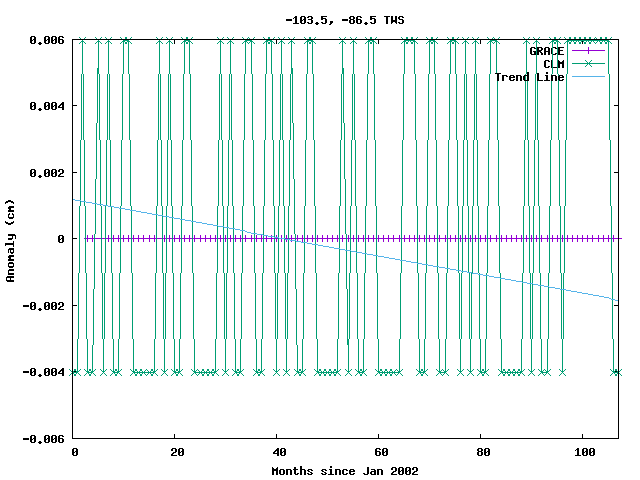 -103.5, -86.5 TWS
0.006
0.004
0.002
0
-0.002
-0.004
-0.006
Anomaly (cm)
GRACE
CLM
Trend Line
0 20 40 60 80 100
Months since Jan 2002